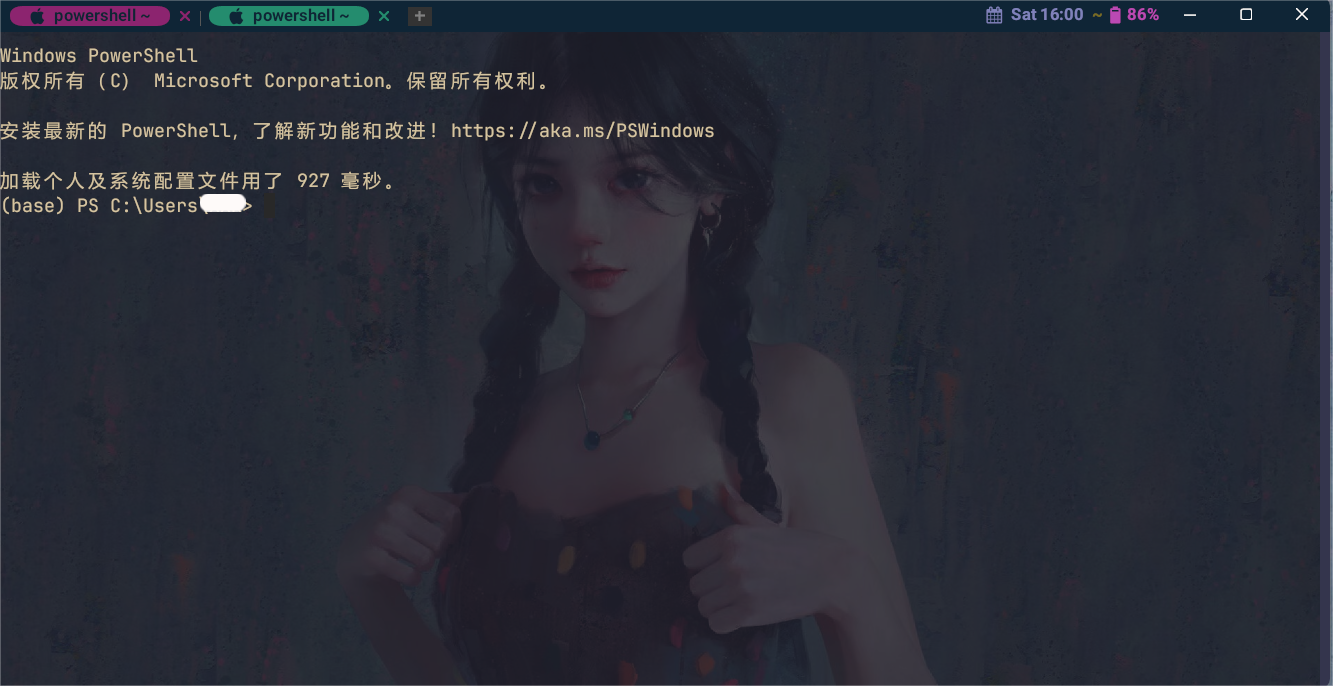 powershell ~ × | powershell ~ × + Sat 16:00 ~ 86%
Windows PowerShell
版权所有 (C)  Microsoft Corporation。保留所有权利。
安装最新的 PowerShell，了解新功能和改进！https://aka.ms/PSWindows
加载个人及系统配置文件用了 927 毫秒。
(base) PS C:\Users\>